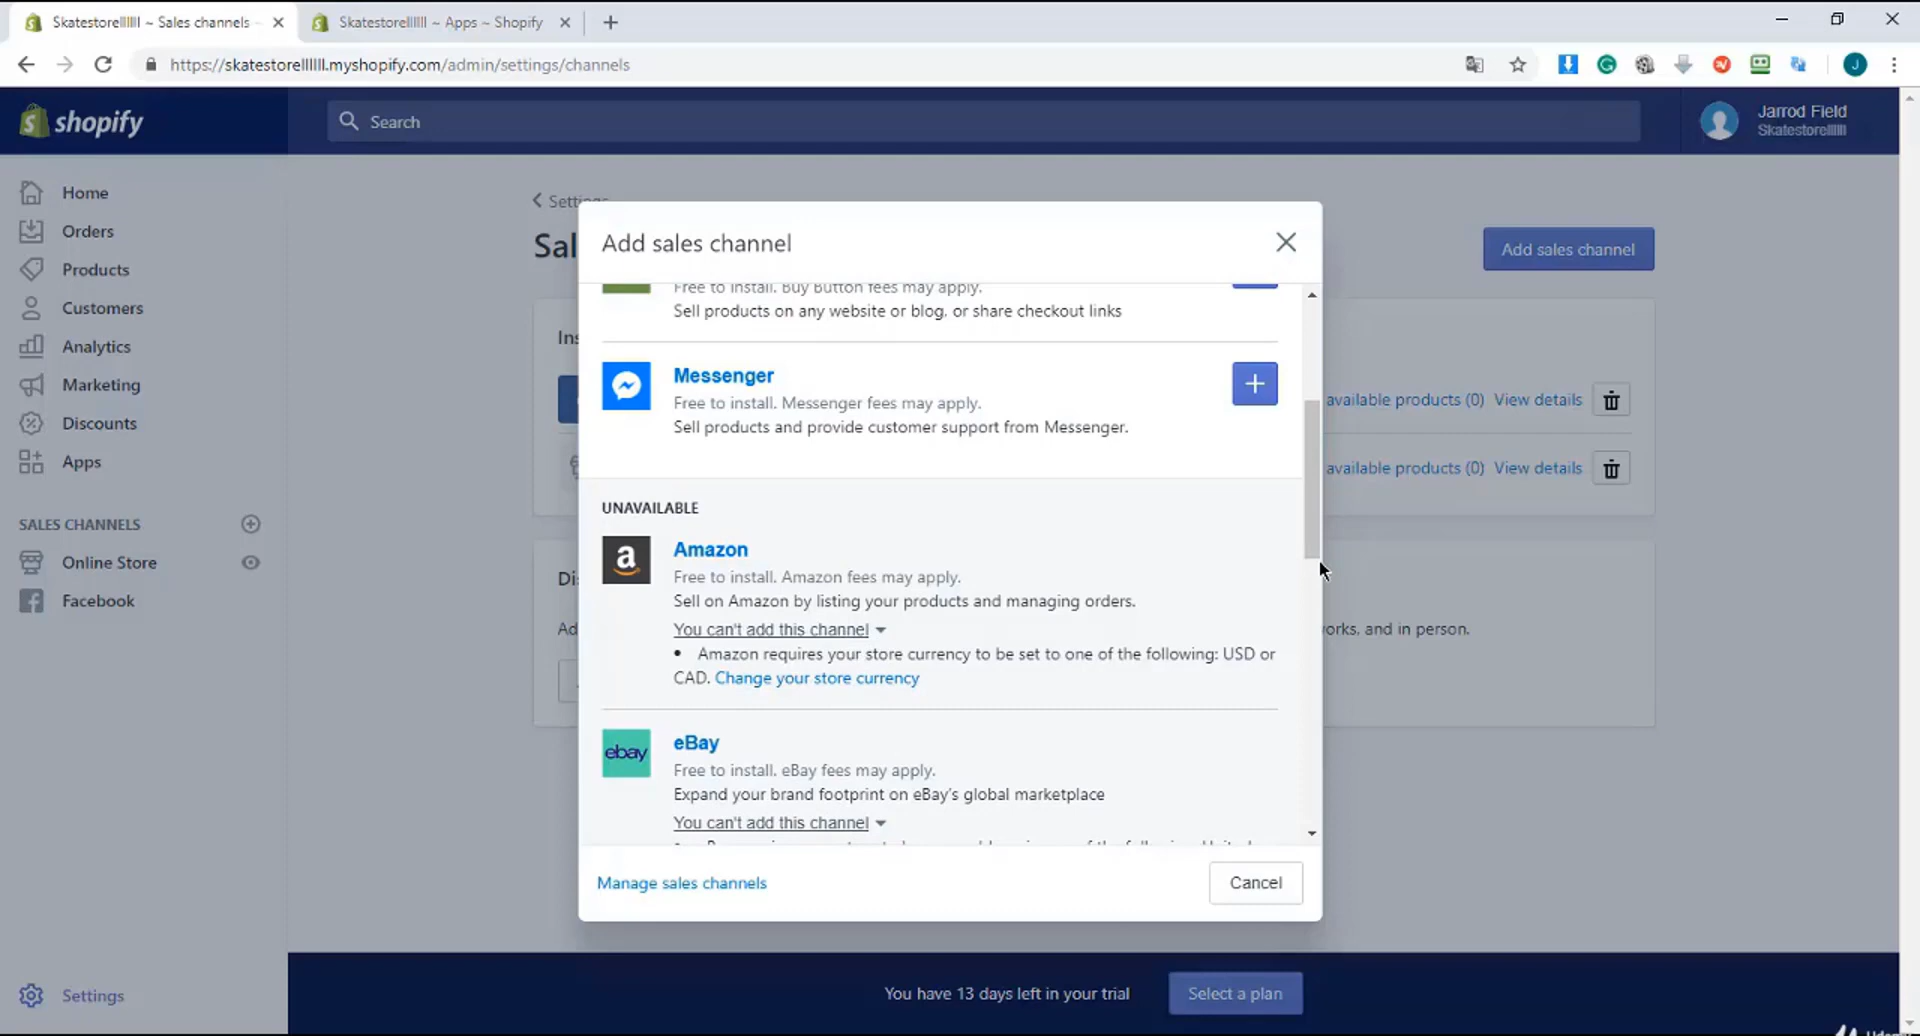 Skatestorellllll ~ Sales channels
Skatestorellllll ~ Apps ~ Shopify
https://skatestorellllll.myshopify.com/admin/settings/channels
J
shopify
Search
Jarrod Field
Skatestorellllll
Home
Orders
Products
Customers
Analytics
Marketing
Discounts
Apps
SALES CHANNELS
Online Store
Facebook
Settings
Add sales channel
Add sales channel
Free to install. Buy Button fees may apply.
Sell products on any website or blog, or share checkout links
Messenger
Free to install. Messenger fees may apply.
Sell products and provide customer support from Messenger.
available products (0) View details
available products (0) View details
UNAVAILABLE
a
Amazon
Free to install. Amazon fees may apply.
Sell on Amazon by listing your products and managing orders.
You can't add this channel
• Amazon requires your store currency to be set to one of the following: USD or
CAD. Change your store currency
and in person.
ebay
eBay
Free to install. eBay fees may apply.
Expand your brand footprint on eBay's global marketplace
You can't add this channel
Manage sales channels
Cancel
You have 13 days left in your trial
Select a plan